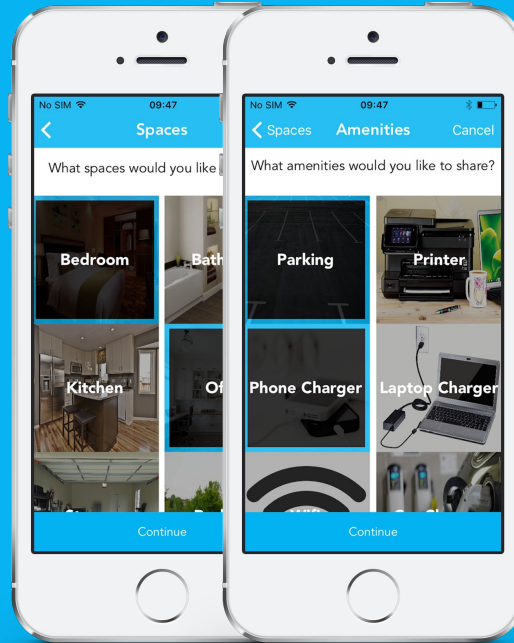 No SIM 09:47
Spaces
What spaces would you like
Bedroom
Bath
Kitchen
Of
Continue
No SIM 09:47
Spaces Amenities Cancel
What amenities would you like to share?
Parking
Printer
Phone Charger
Laptop Charger
Wifi
Continue